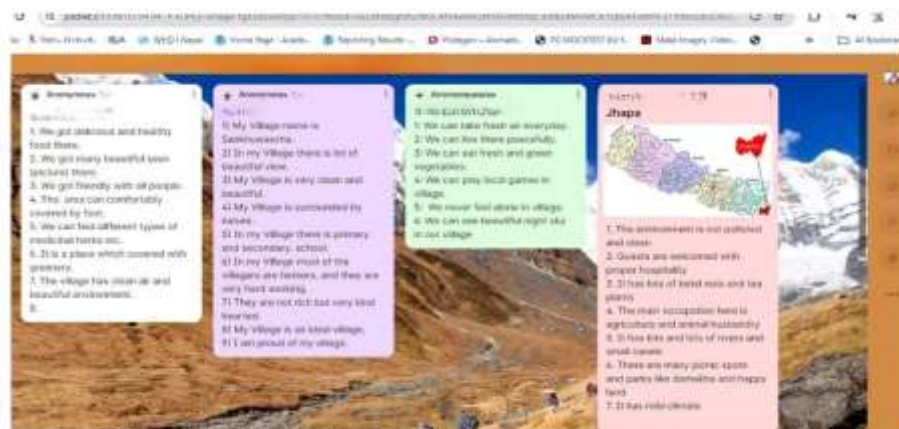 Anonymous
1. We got delicious and healthy
food there.
2. We got many beautiful seen
(picture) there.
3. We got friendly with all people.
4. The area can comfortably
covered by foot.
5. We can find different types of
medicinal herbs etc.
6. It is a place which covered with
greenery.
7. The village has clean air and
beautiful environment.
8.
Anonymous
1) My Village name is
2) In my Village there is lot of
beautiful view.
3) My Village is very clean and
beautiful.
4) My Village is surrounded by
nature.
5) In my Village there is primary
and secondary, school.
6) In my Village most of the
villagers are farmers, and they are
very hard working.
7) They are not rich but very kind
hearted.
8) My Village is an ideal village.
9) I am proud of my village.
1: We can take fresh air everyday.
2: We can live there peacefully.
3: We can eat fresh and green
vegetables.
4: We can play local games in
village.
5: We never feel alone in village.
6: We can see beautiful night sky
in our village
Jhapa
1. The environment is not polluted
and clean
2. Guests are welcomed with
proper hospitality
3. It has lots of betel nuts and tea
plants
4. The main occupation here is
agriculture and animal husbandry
5. It has lots and lots of rivers and
small canals
6. There are many picnic spots
and parks like domukha and happy
land
7. It has mild climate